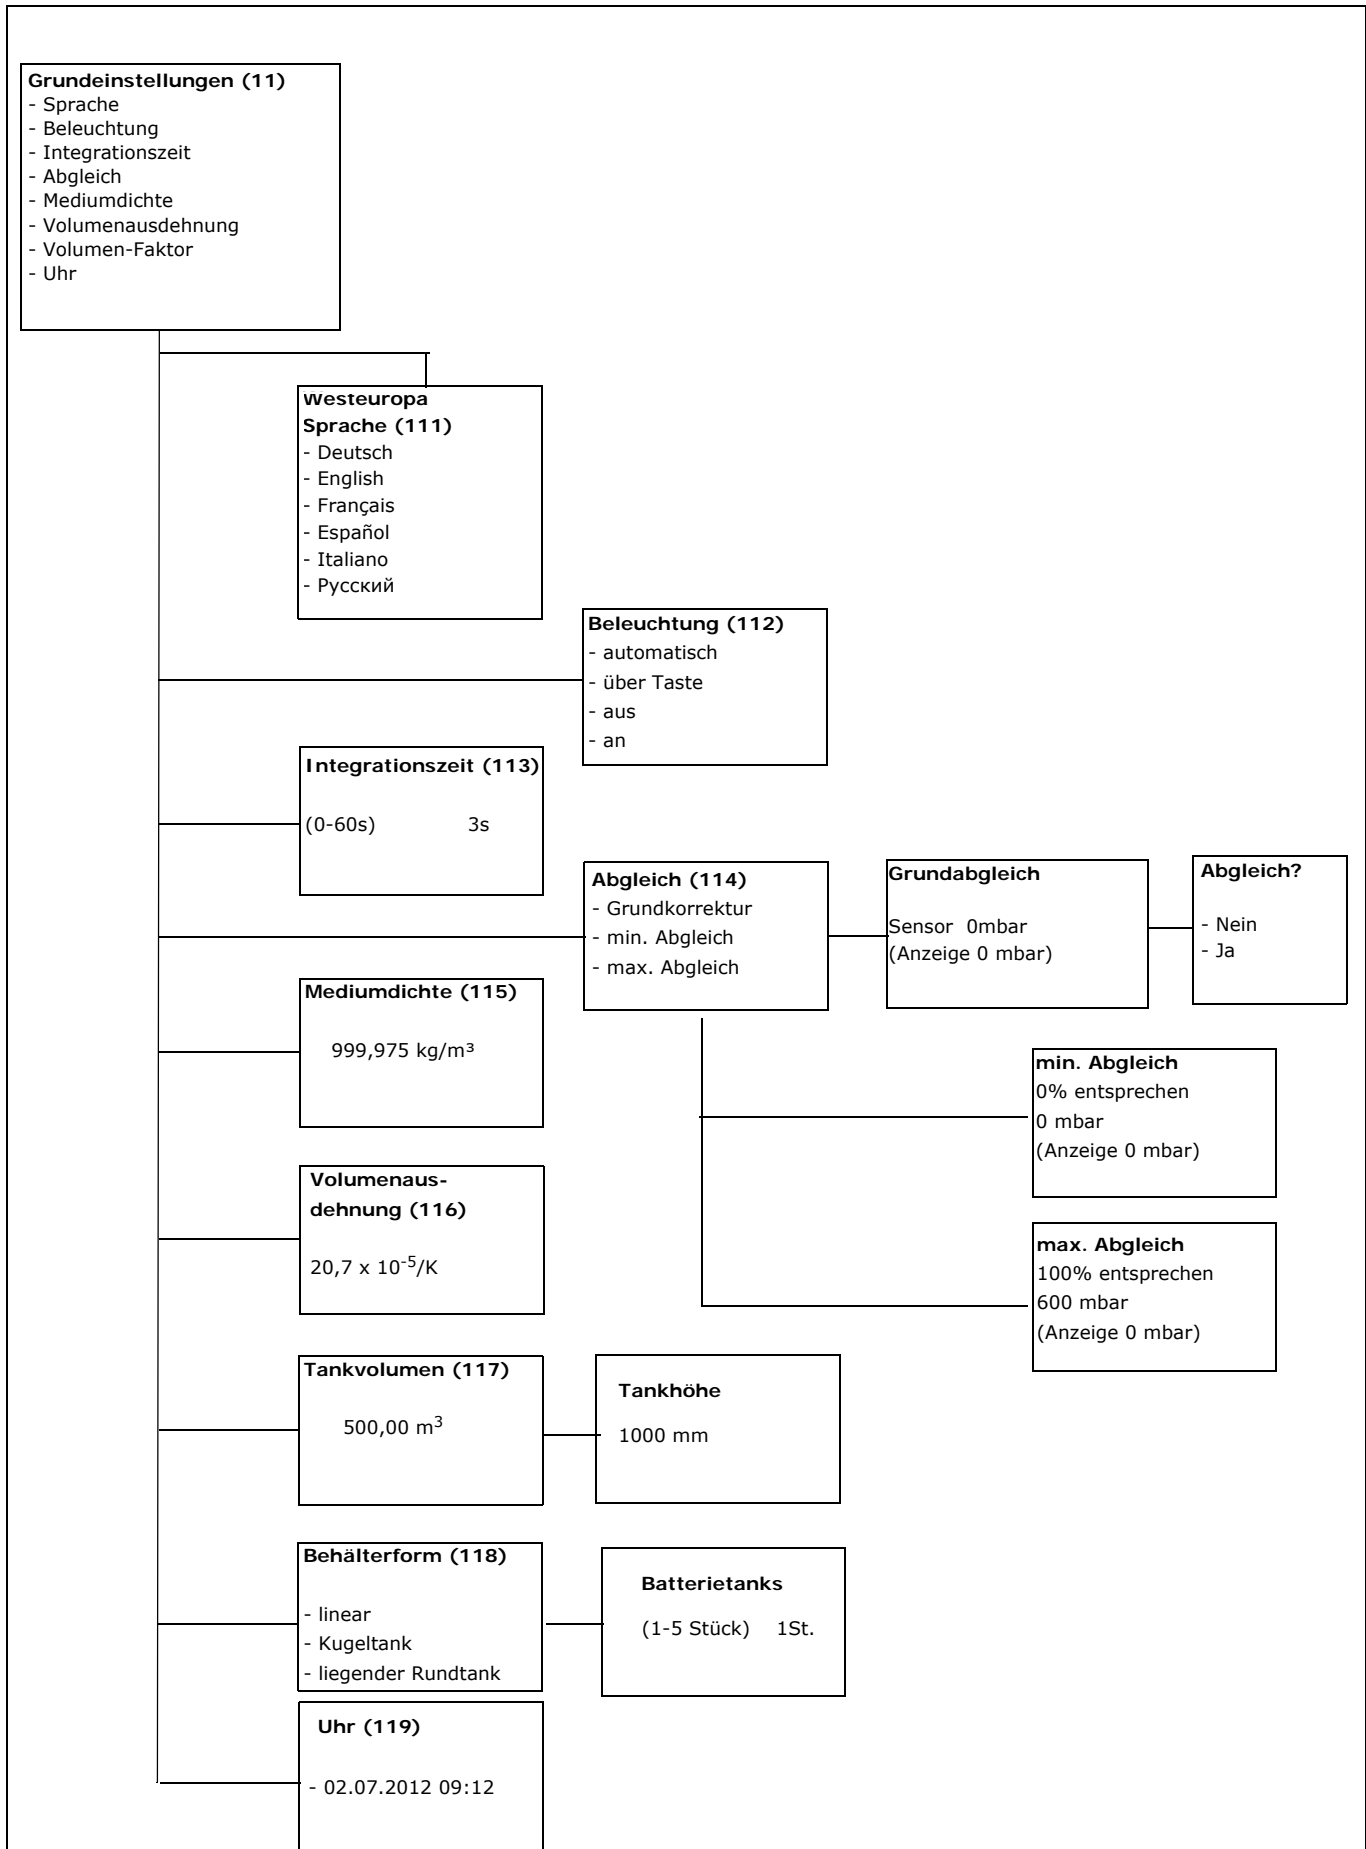 Grundeinstellungen (11)
- Sprache
- Beleuchtung
- Integrationszeit
- Abgleich
- Mediumdichte
- Volumenausdehnung
- Volumen-Faktor
- Uhr
Westeuropa
Sprache (111)
- Deutsch
- English
- Français
- Español
- Italiano
- Русский
Beleuchtung (112)
- automatisch
- über Taste
- aus
- an
Integrationszeit (113)
(0-60s) 3s
Abgleich (114)
- Grundkorrektur
- min. Abgleich
- max. Abgleich
Grundabgleich
Sensor 0mbar
(Anzeige 0 mbar)
Abgleich?
- Nein
- Ja
Mediumdichte (115)
999,975 kg/m³
min. Abgleich
0% entsprechen
0 mbar
(Anzeige 0 mbar)
Volumenaus-
dehnung (116)
20,7 x 10⁻⁵/K
max. Abgleich
100% entsprechen
600 mbar
(Anzeige 0 mbar)
Tankvolumen (117)
500,00 m³
Tankhöhe
1000 mm
Behälterform (118)
- linear
- Kugeltank
- liegender Rundtank
Batterietanks
(1-5 Stück) 1St.
Uhr (119)
- 02.07.2012 09:12